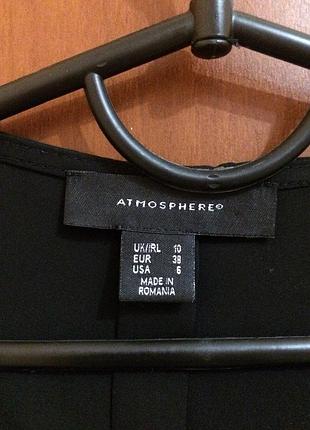 ATMOSPHERE©
UK/IRL 10
EUR 38
USA 6
MADE IN
ROMANIA